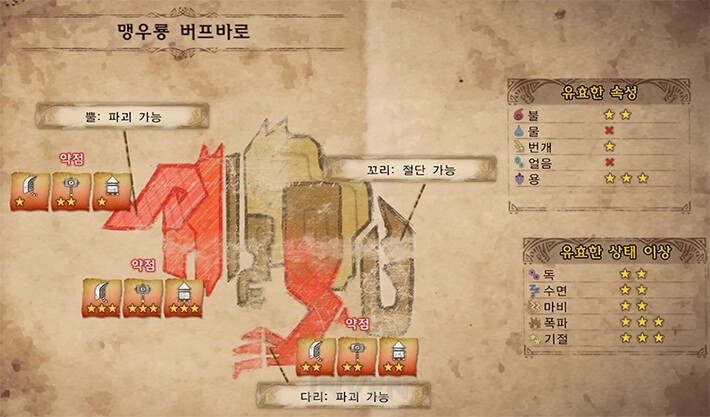 맹우룡 버프바로
뿔: 파괴 가능
약점
꼬리: 절단 가능
약점
약점
다리: 파괴 가능
유효한 속성
불
물
번개
얼음
용
유효한 상태 이상
독
수면
마비
폭파
기절